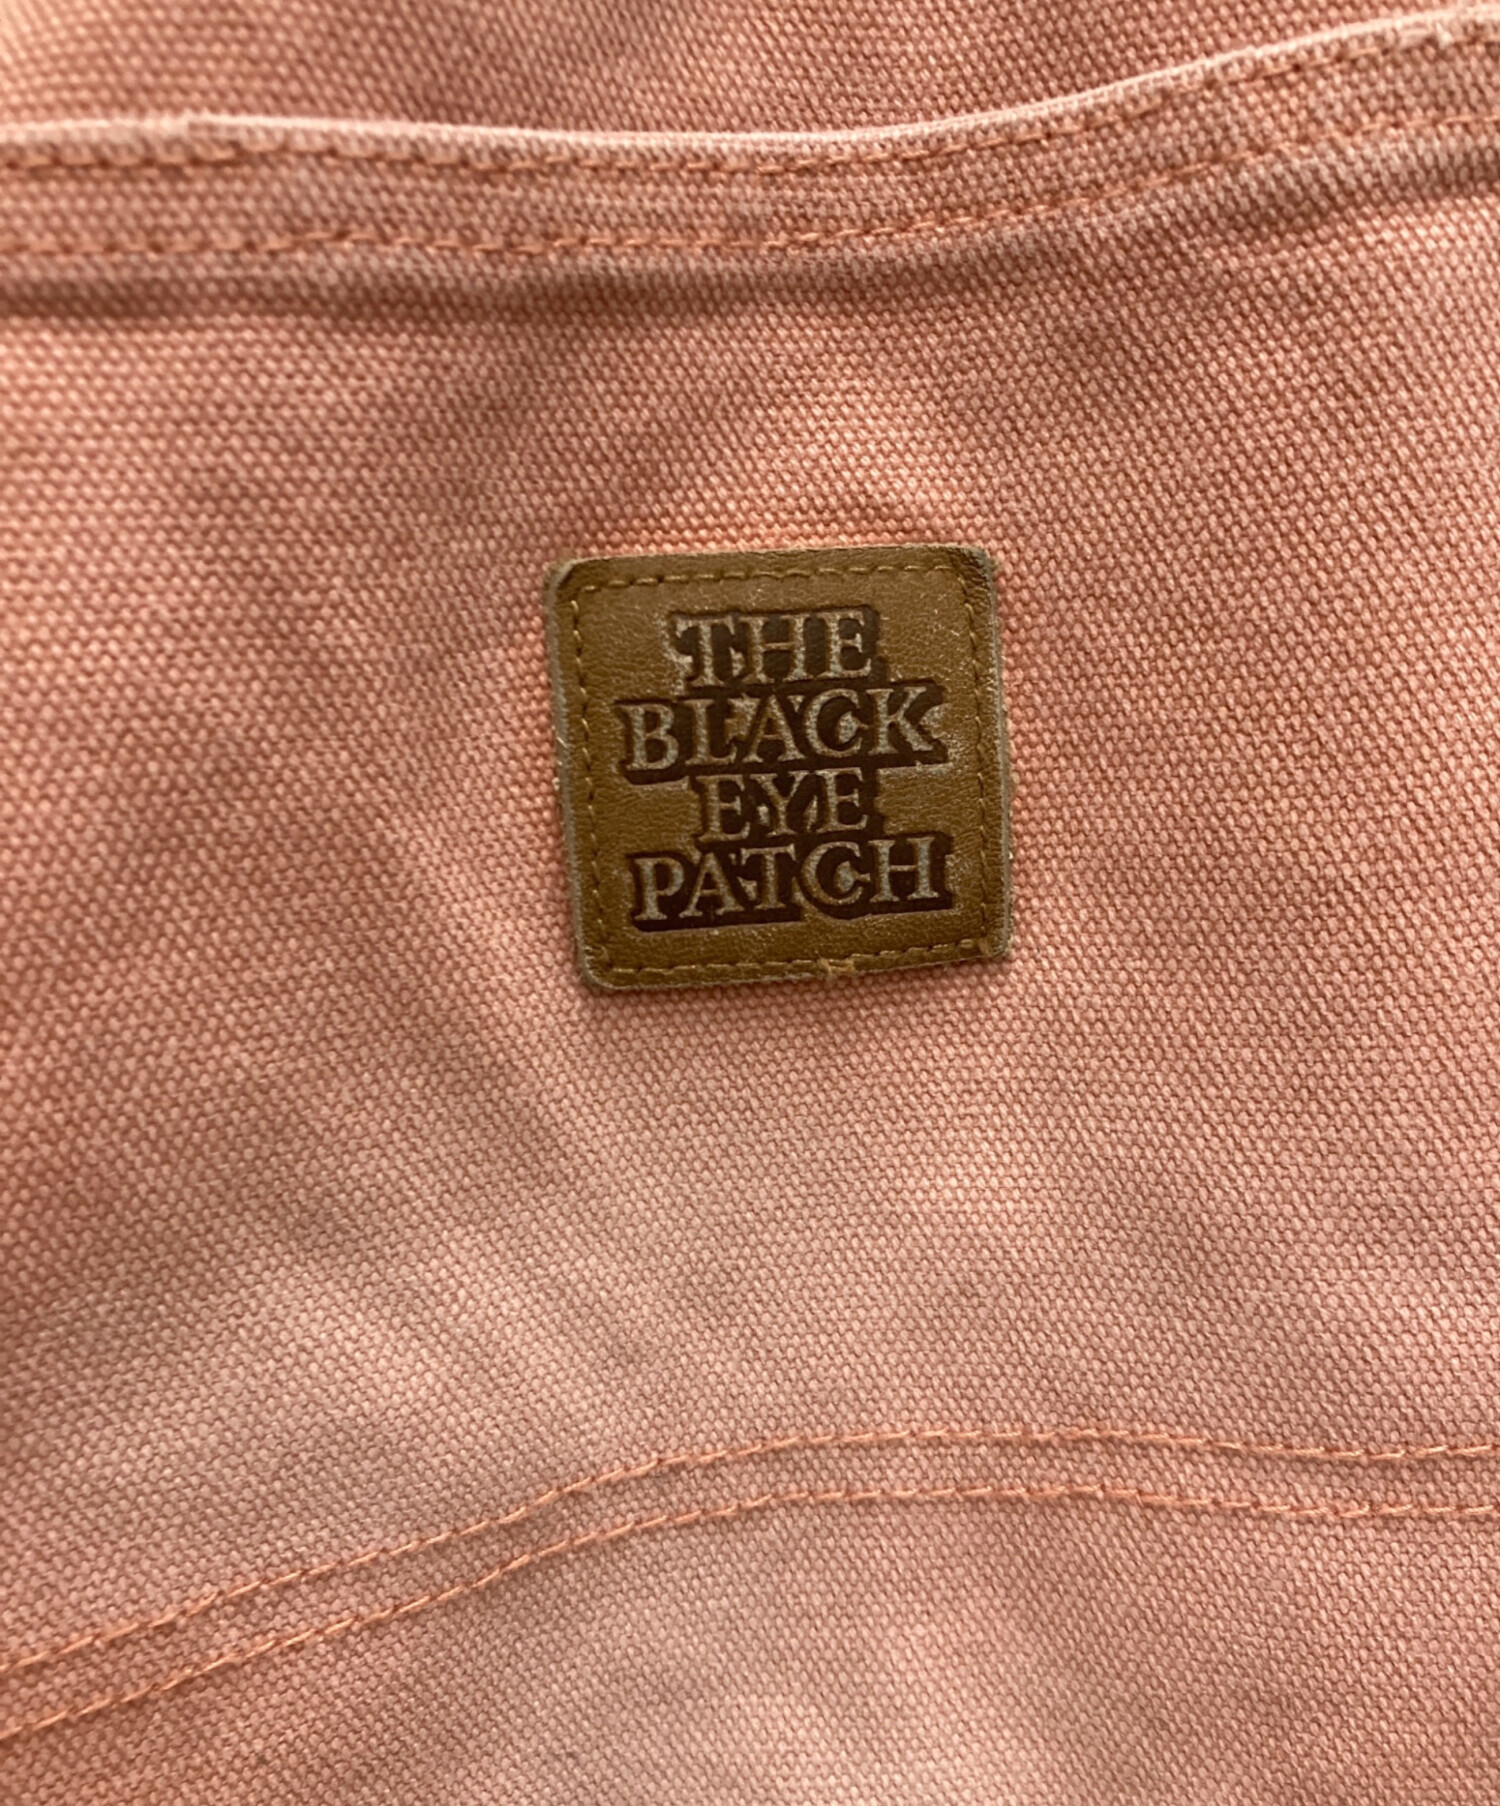 THE
BLACK
EYE
PATCH